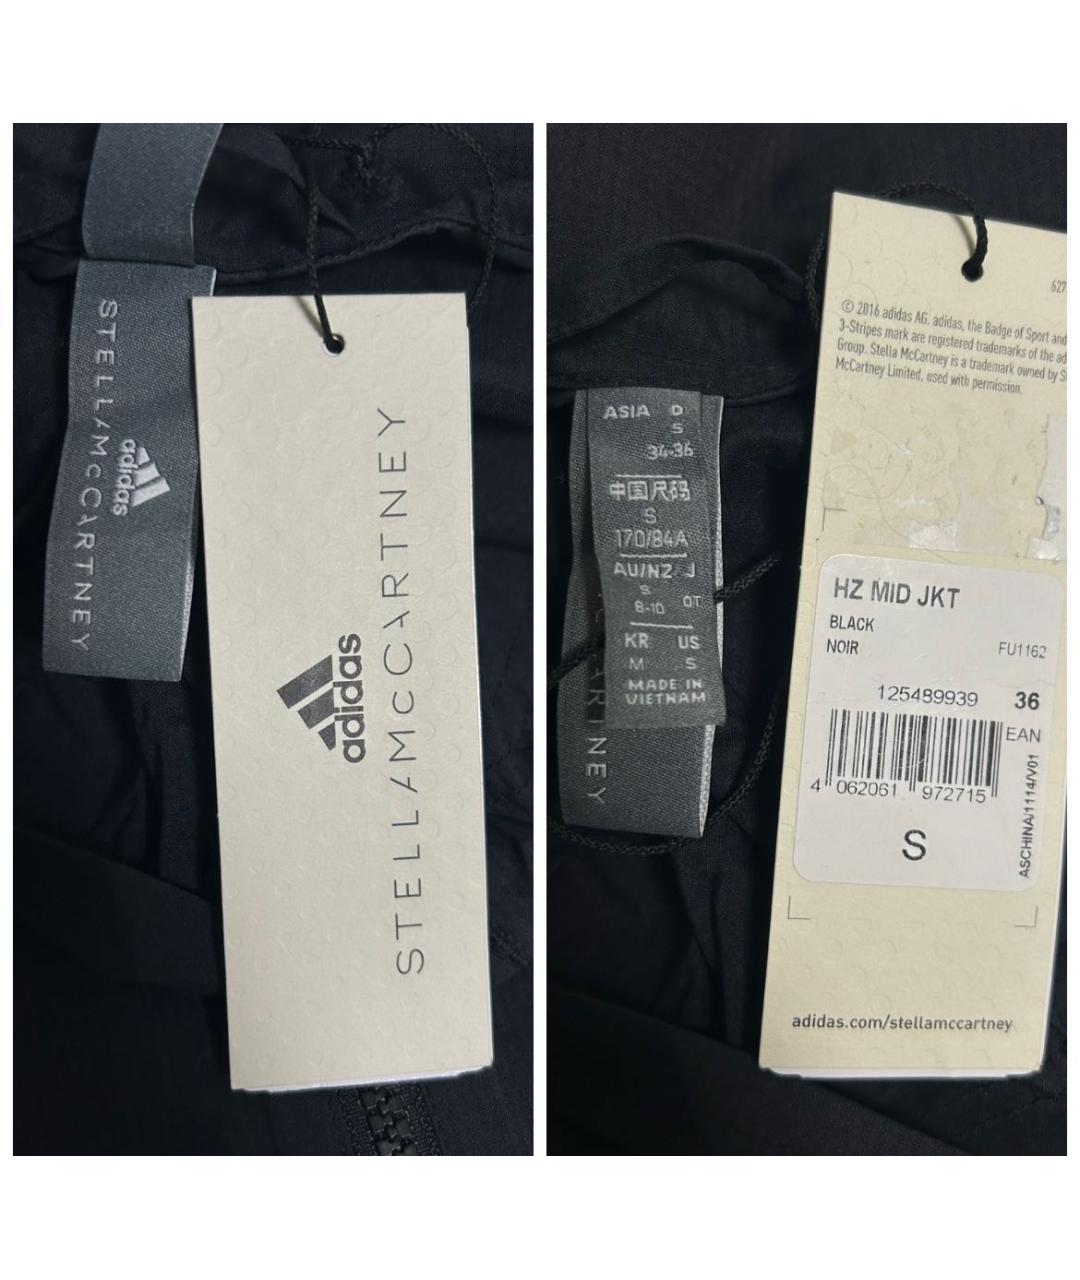 STELLAMcCARTNEY
adidas
adidas
STELLAMcCARTNEY
627
© 2016 adidas AG. adidas, the Badge of Sport and
3-Stripes mark are registered trademarks of the ad
Group. Stella McCartney is a trademark owned by S
McCartney Limited, used with permission.
ASIA D
S
34-36
中国尺码
S
170/84A
AU/NZ J
S
8-10 OT
KR US
M S
MADE IN
VIETNAM
ARTNEY
HZ MID JKT
BLACK
NOIR FU1162
125489939 36
EAN
4 062061 972715
S
ASCHINA/1114/V01
adidas.com/stellamccartney